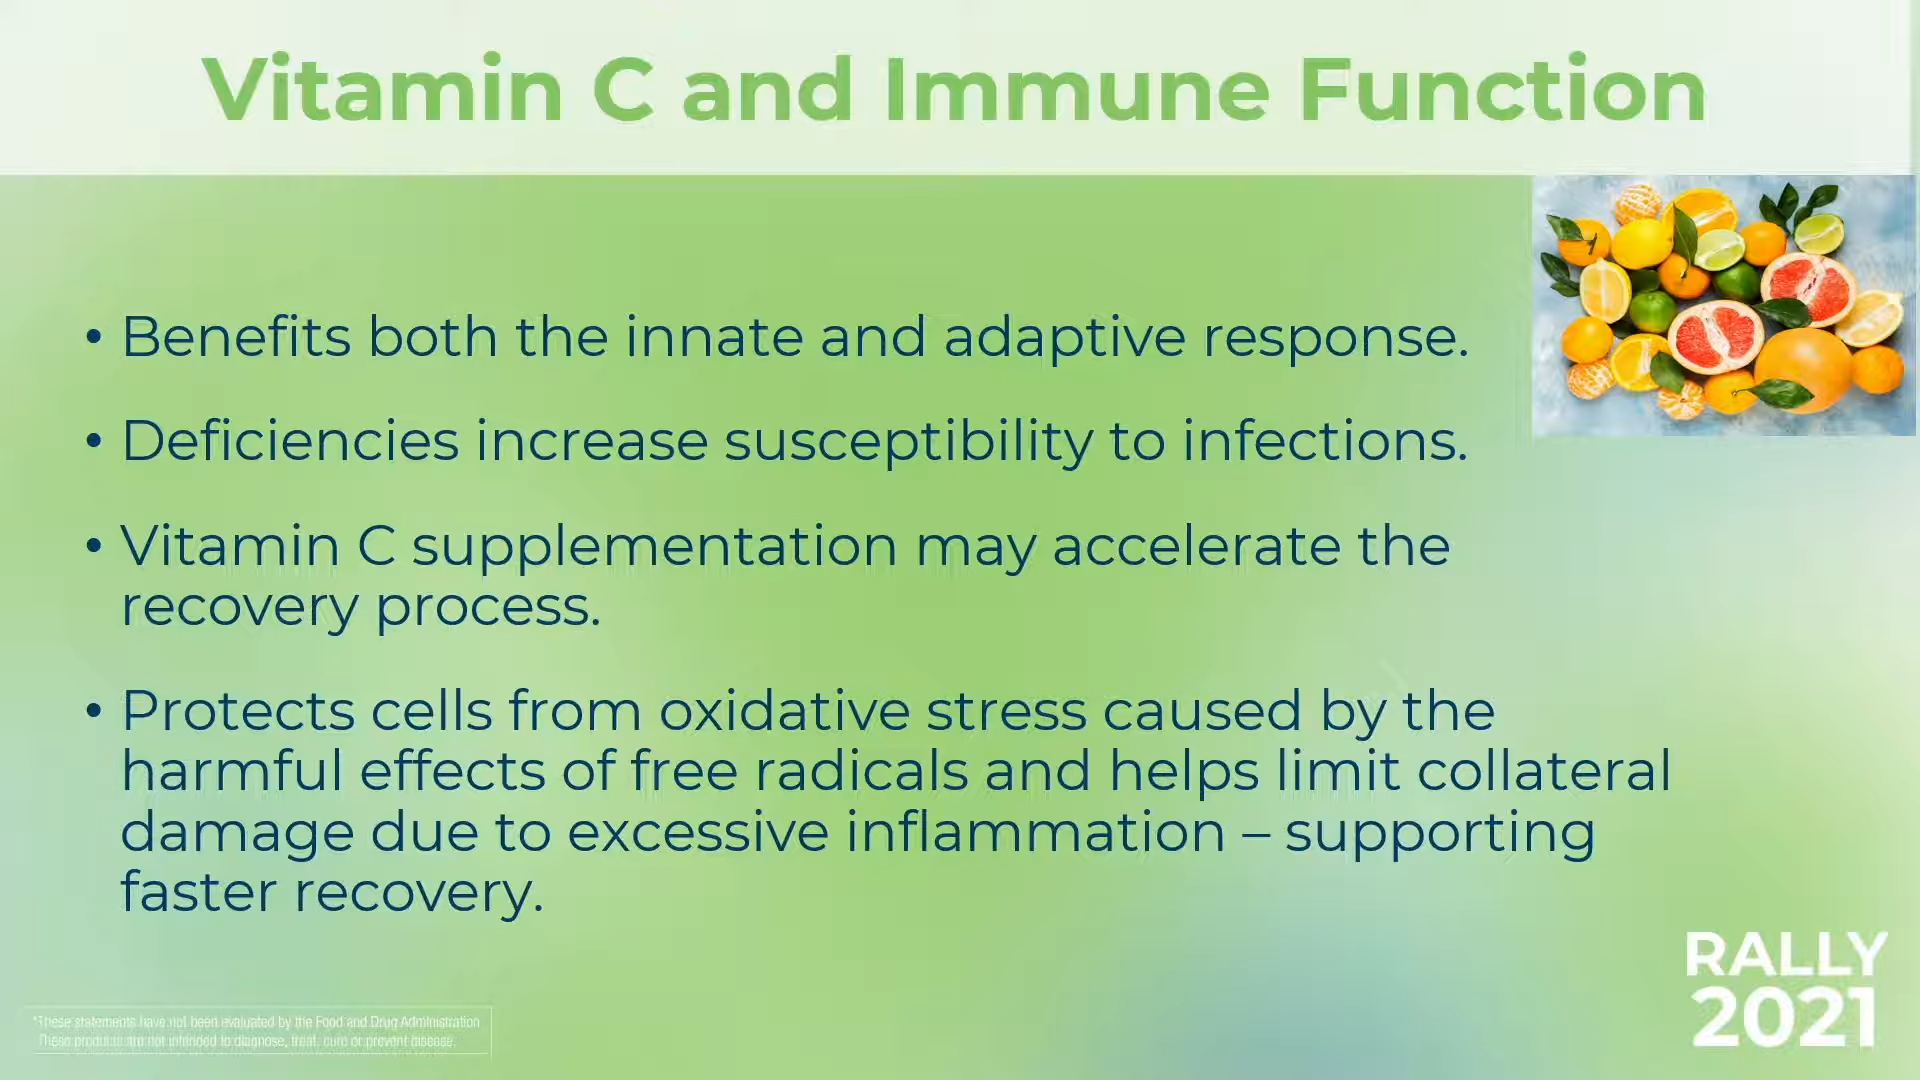 Vitamin C and Immune Function
• Benefits both the innate and adaptive response.
• Deficiencies increase susceptibility to infections.
• Vitamin C supplementation may accelerate the
recovery process.
• Protects cells from oxidative stress caused by the
harmful effects of free radicals and helps limit collateral
damage due to excessive inflammation – supporting
faster recovery.
RALLY
2021
*These statements have not been evaluated by the Food and Drug Administration
These products are not intended to diagnose, treat, cure or prevent disease.